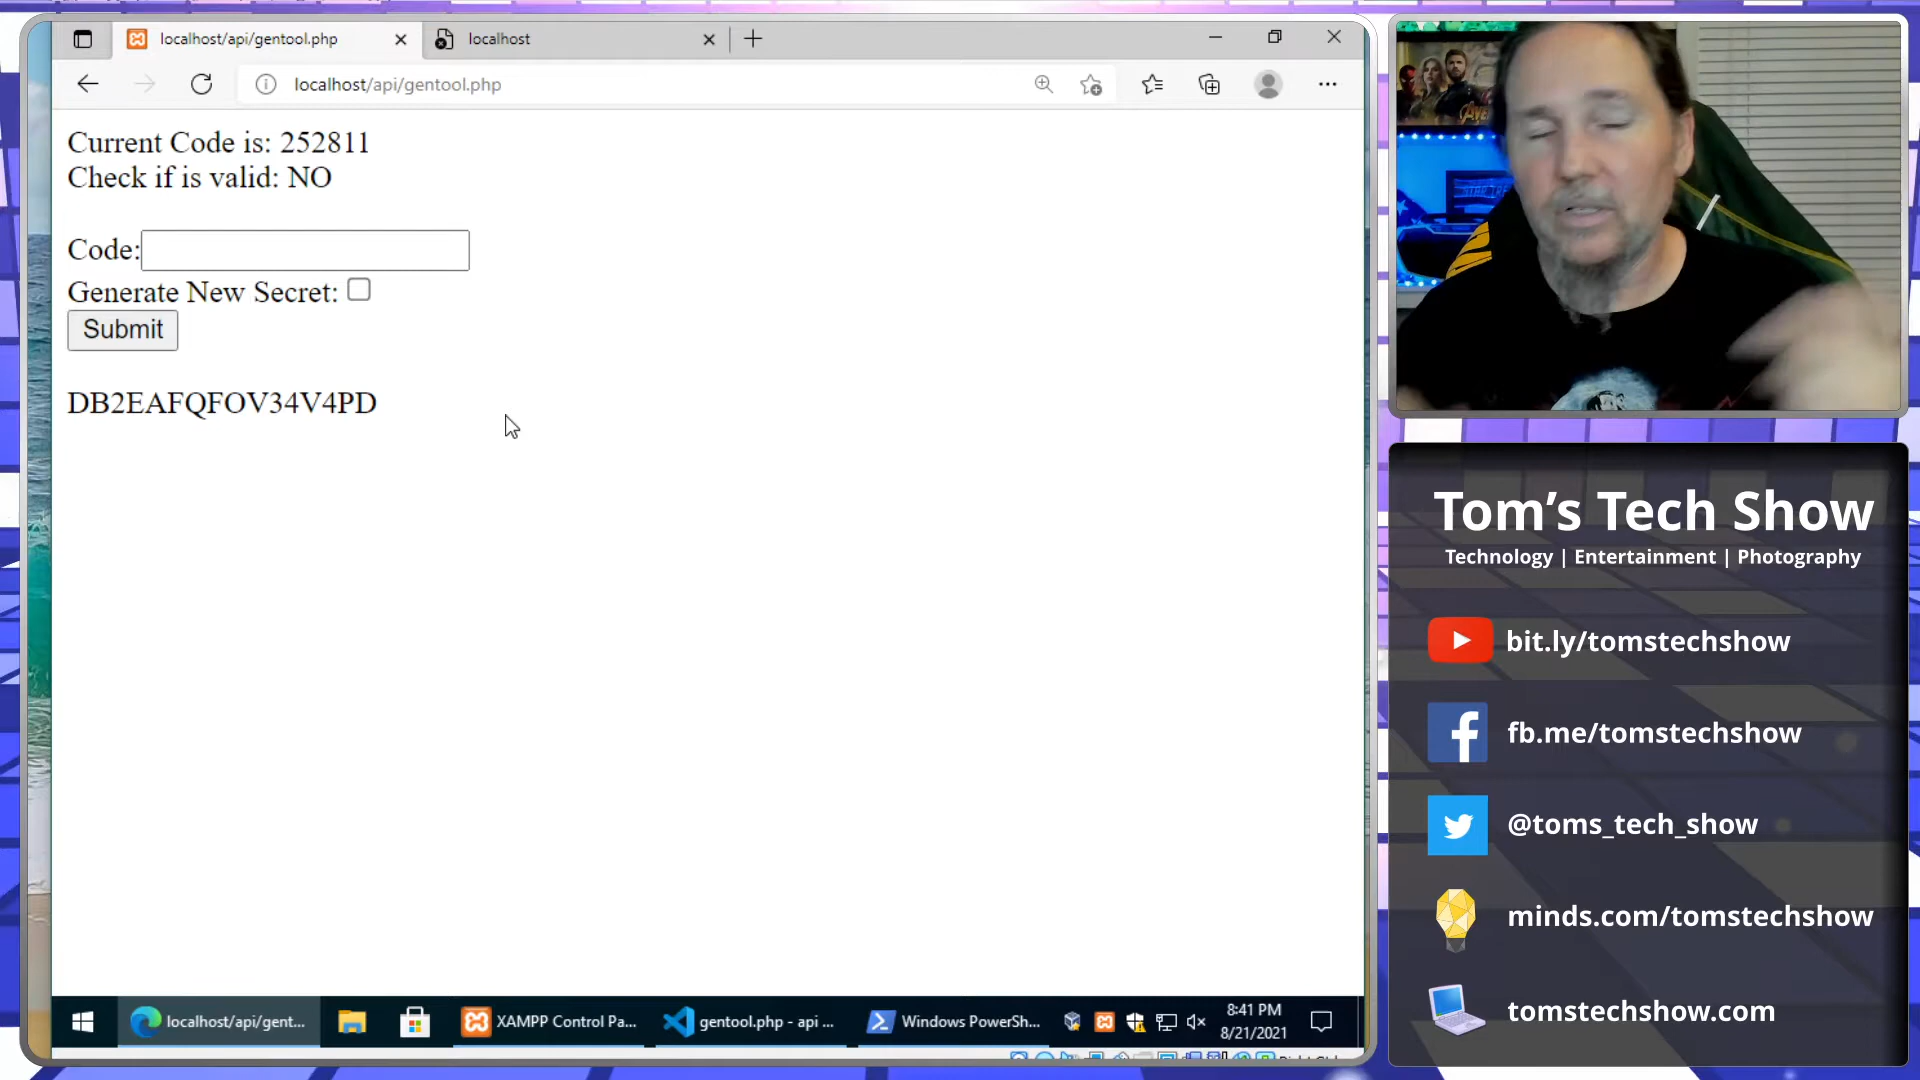 localhost/api/gentool.php
localhost
localhost/api/gentool.php
Current Code is: 252811
Check if is valid: NO
Code:
Generate New Secret:
Submit
DB2EAFQFOV34V4PD
localhost/api/gent...
XAMPP Control Pa...
gentool.php - api ...
Windows PowerSh...
8:41 PM
8/21/2021
Tom’s Tech Show
Technology | Entertainment | Photography
bit.ly/tomstechshow
fb.me/tomstechshow
@toms_tech_show
minds.com/tomstechshow
tomstechshow.com